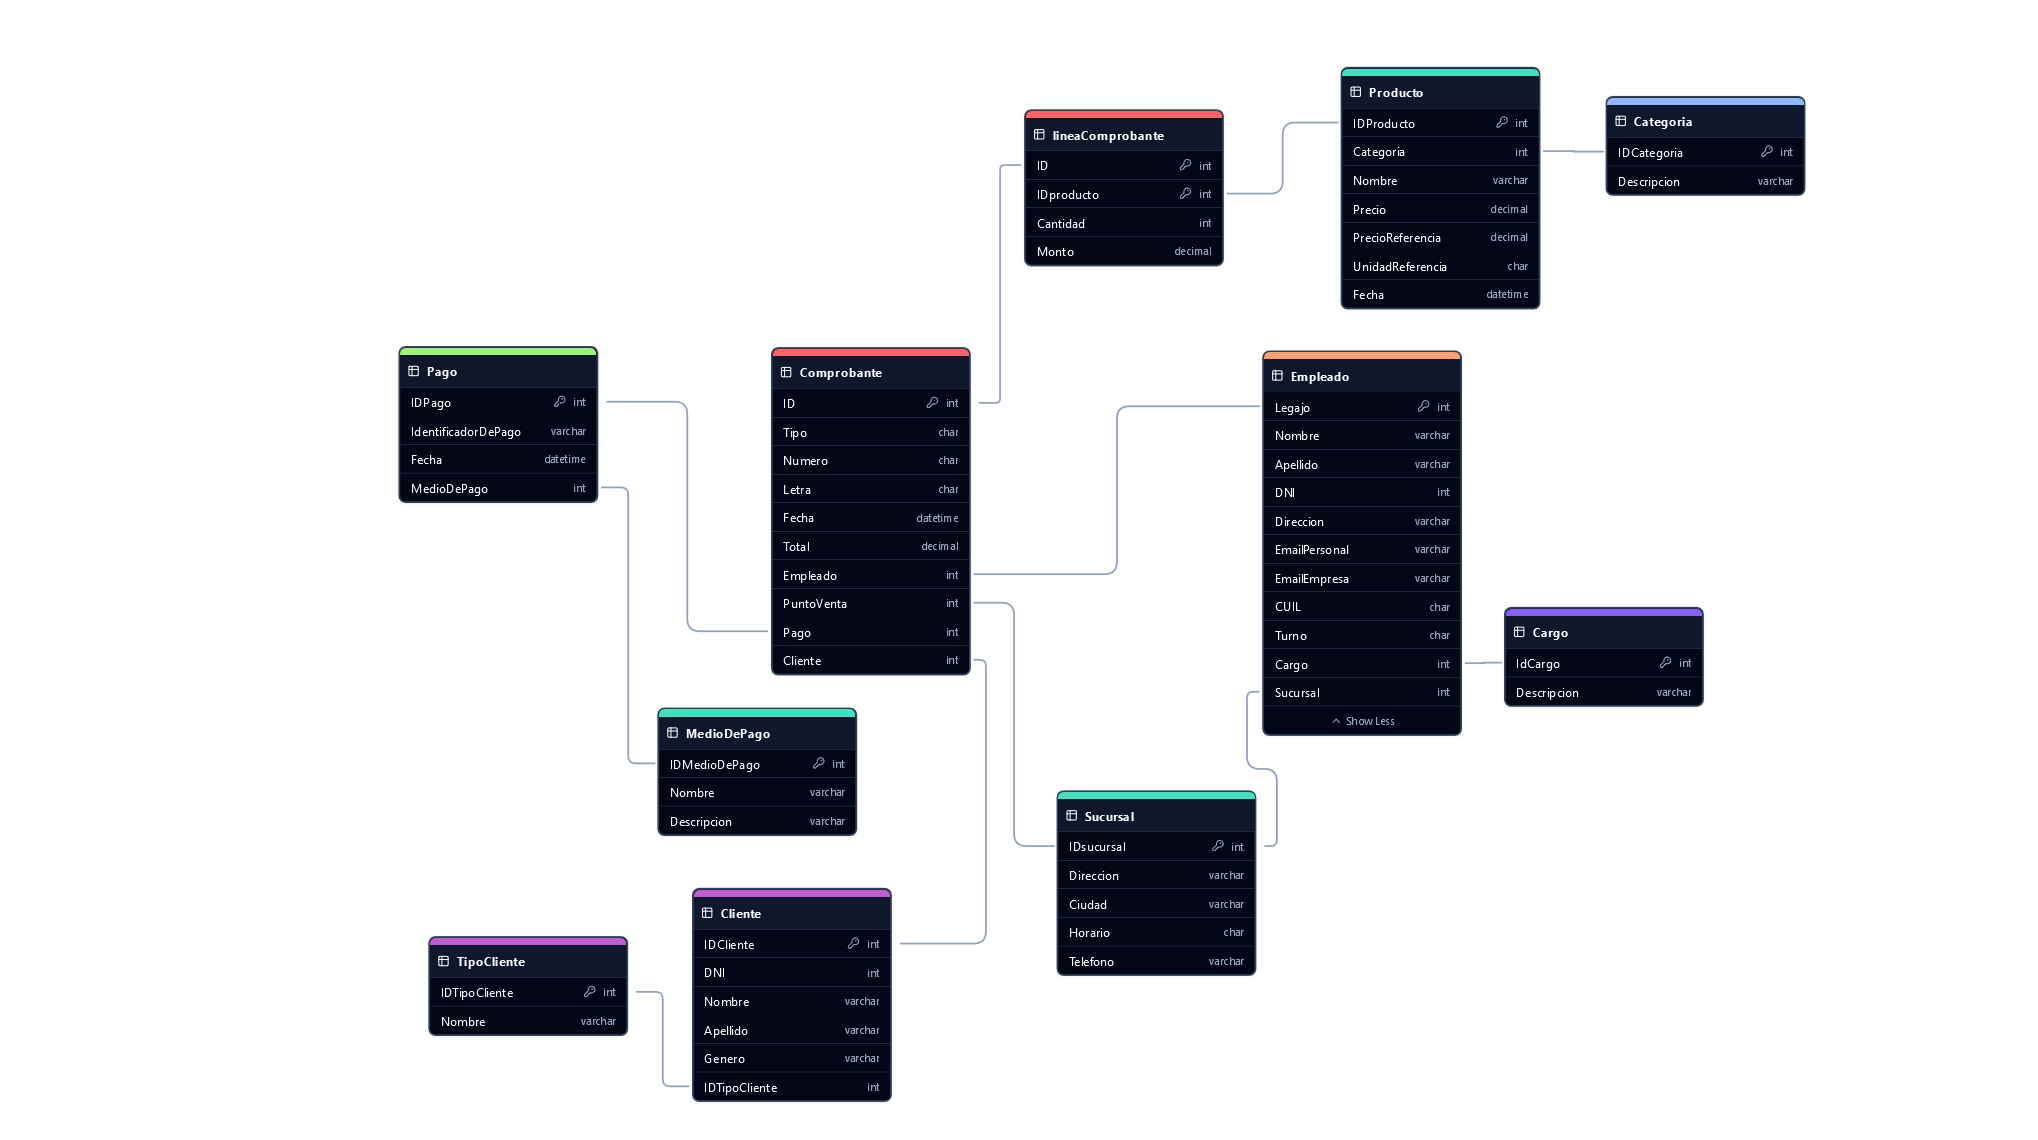 Producto
IDProducto int
Categoria int
Nombre varchar
Precio decimal
PrecioReferencia decimal
UnidadReferencia char
Fecha datetime
Categoria
IDCategoria int
Descripcion varchar
lineaComprobante
ID int
IDproducto int
Cantidad int
Monto decimal
Pago
IDPago int
IdentificadorDePago varchar
Fecha datetime
MedioDePago int
Comprobante
ID int
Tipo char
Numero char
Letra char
Fecha datetime
Total decimal
Empleado int
PuntoVenta int
Pago int
Cliente int
Empleado
Legajo int
Nombre varchar
Apellido varchar
DNI int
Direccion varchar
EmailPersonal varchar
EmailEmpresa varchar
CUIL char
Turno char
Cargo int
Sucursal int
Show Less
Cargo
IdCargo int
Descripcion varchar
MedioDePago
IDMedioDePago int
Nombre varchar
Descripcion varchar
Sucursal
IDsucursal int
Direccion varchar
Ciudad varchar
Horario char
Telefono varchar
Cliente
IDCliente int
DNI int
Nombre varchar
Apellido varchar
Genero varchar
IDTipoCliente int
TipoCliente
IDTipoCliente int
Nombre varchar